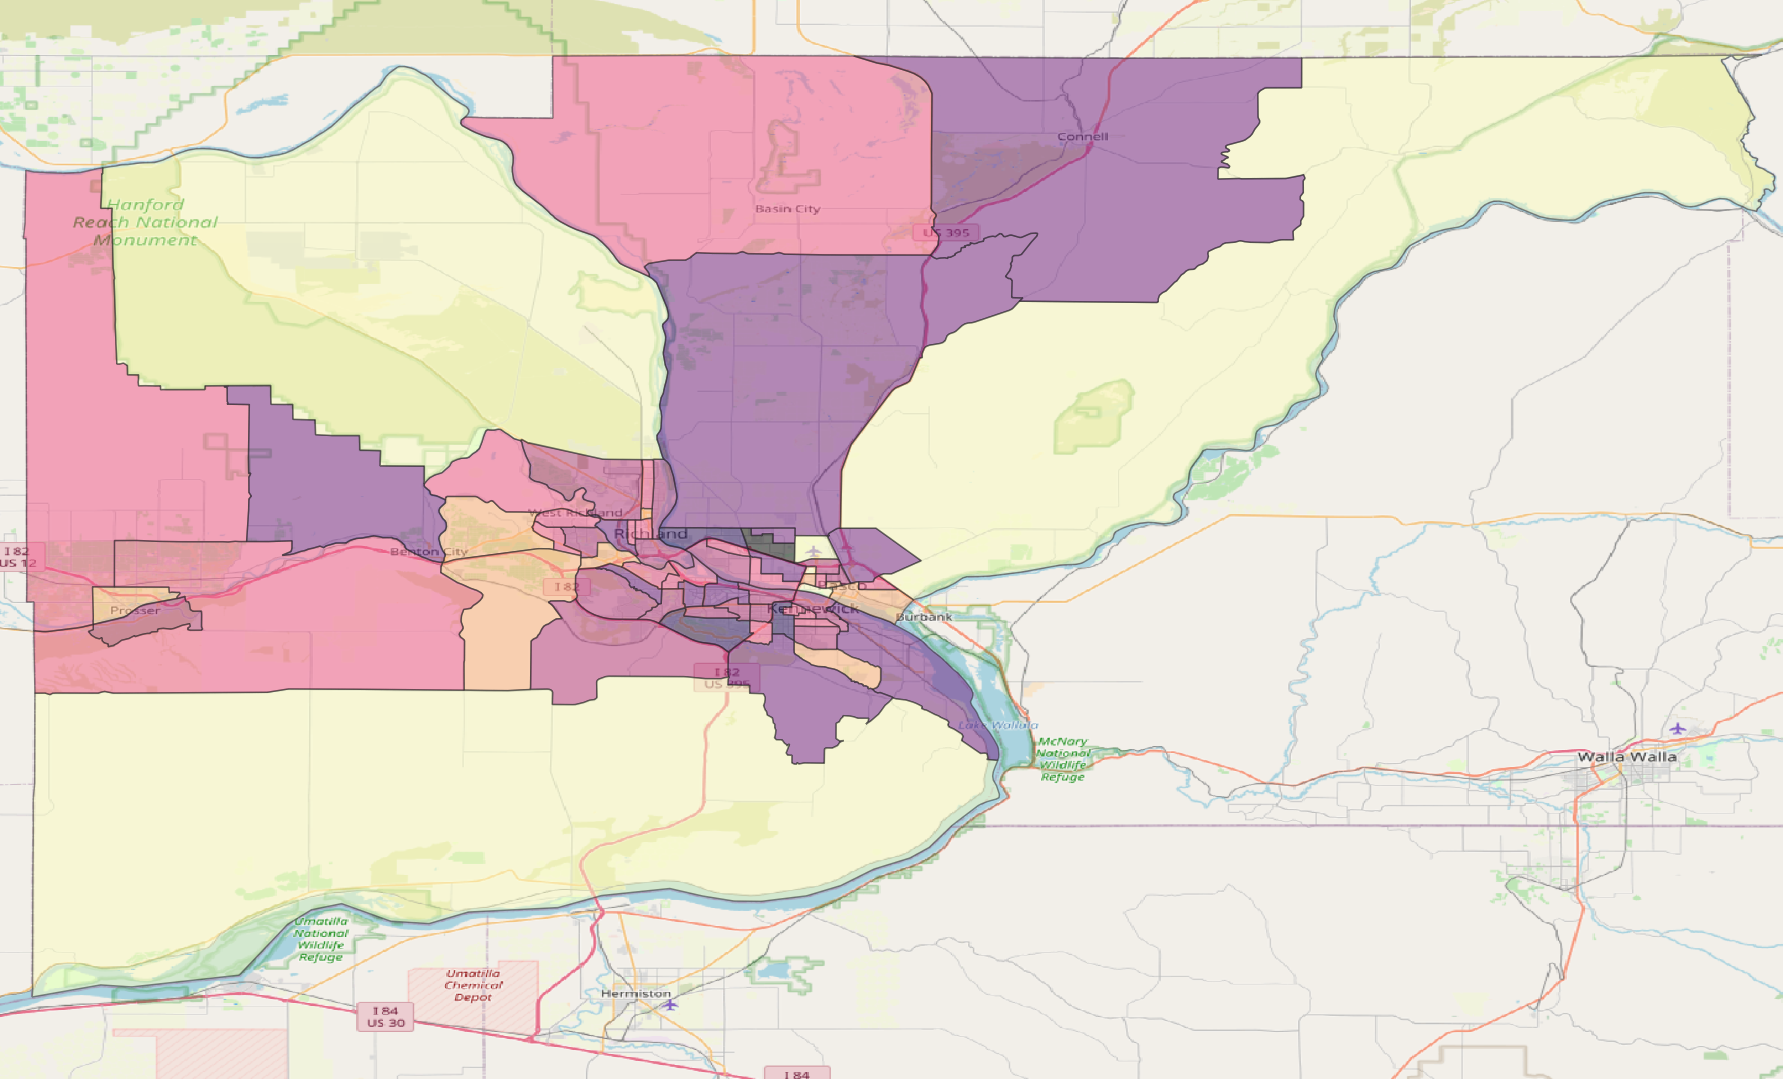 Connell
Hanford
Reach National
Monument
Basin City
US 395
West Richland
Richland
I 82
US 12
Benton City
I 82
Pasco
Prosser
Kennewick
Burbank
I 82
US 395
Lake Wallula
McNary
National
Wildlife
Refuge
Walla Walla
Umatilla
National
Wildlife
Refuge
Umatilla
Chemical
Depot
Hermiston
I 84
US 30
I 84